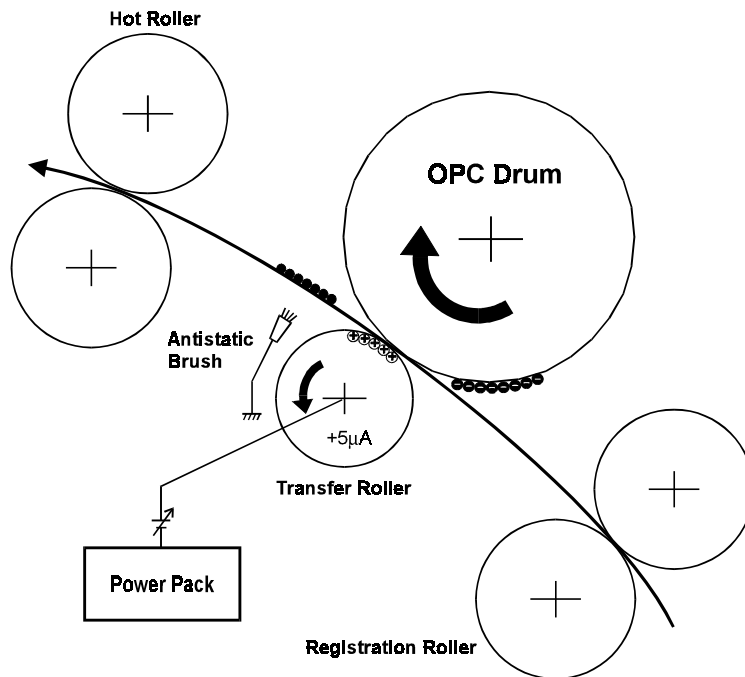 Hot Roller
OPC Drum
Antistatic
Brush
+5μA
Transfer Roller
Power Pack
Registration Roller